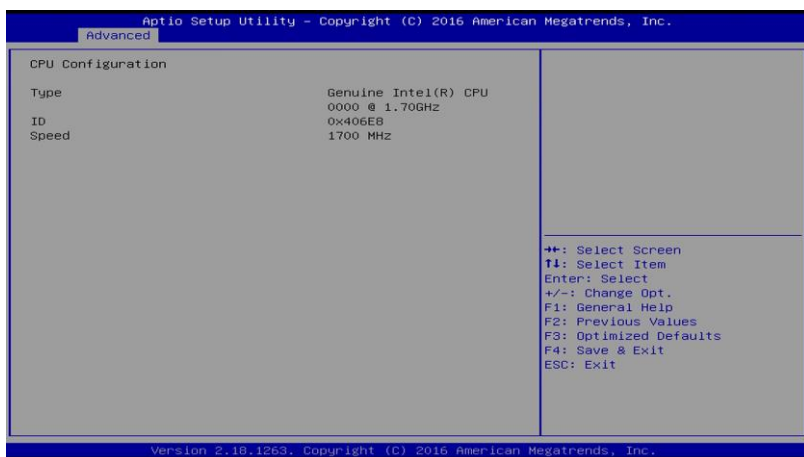 Aptio Setup Utility – Copyright (C) 2016 American Megatrends, Inc.
Advanced
CPU Configuration
Type Genuine Intel(R) CPU
0000 @ 1.70GHz
ID 0x406E8
Speed 1700 MHz
→←: Select Screen
↑↓: Select Item
Enter: Select
+/-: Change Opt.
F1: General Help
F2: Previous Values
F3: Optimized Defaults
F4: Save & Exit
ESC: Exit
Version 2.18.1263. Copyright (C) 2016 American Megatrends, Inc.